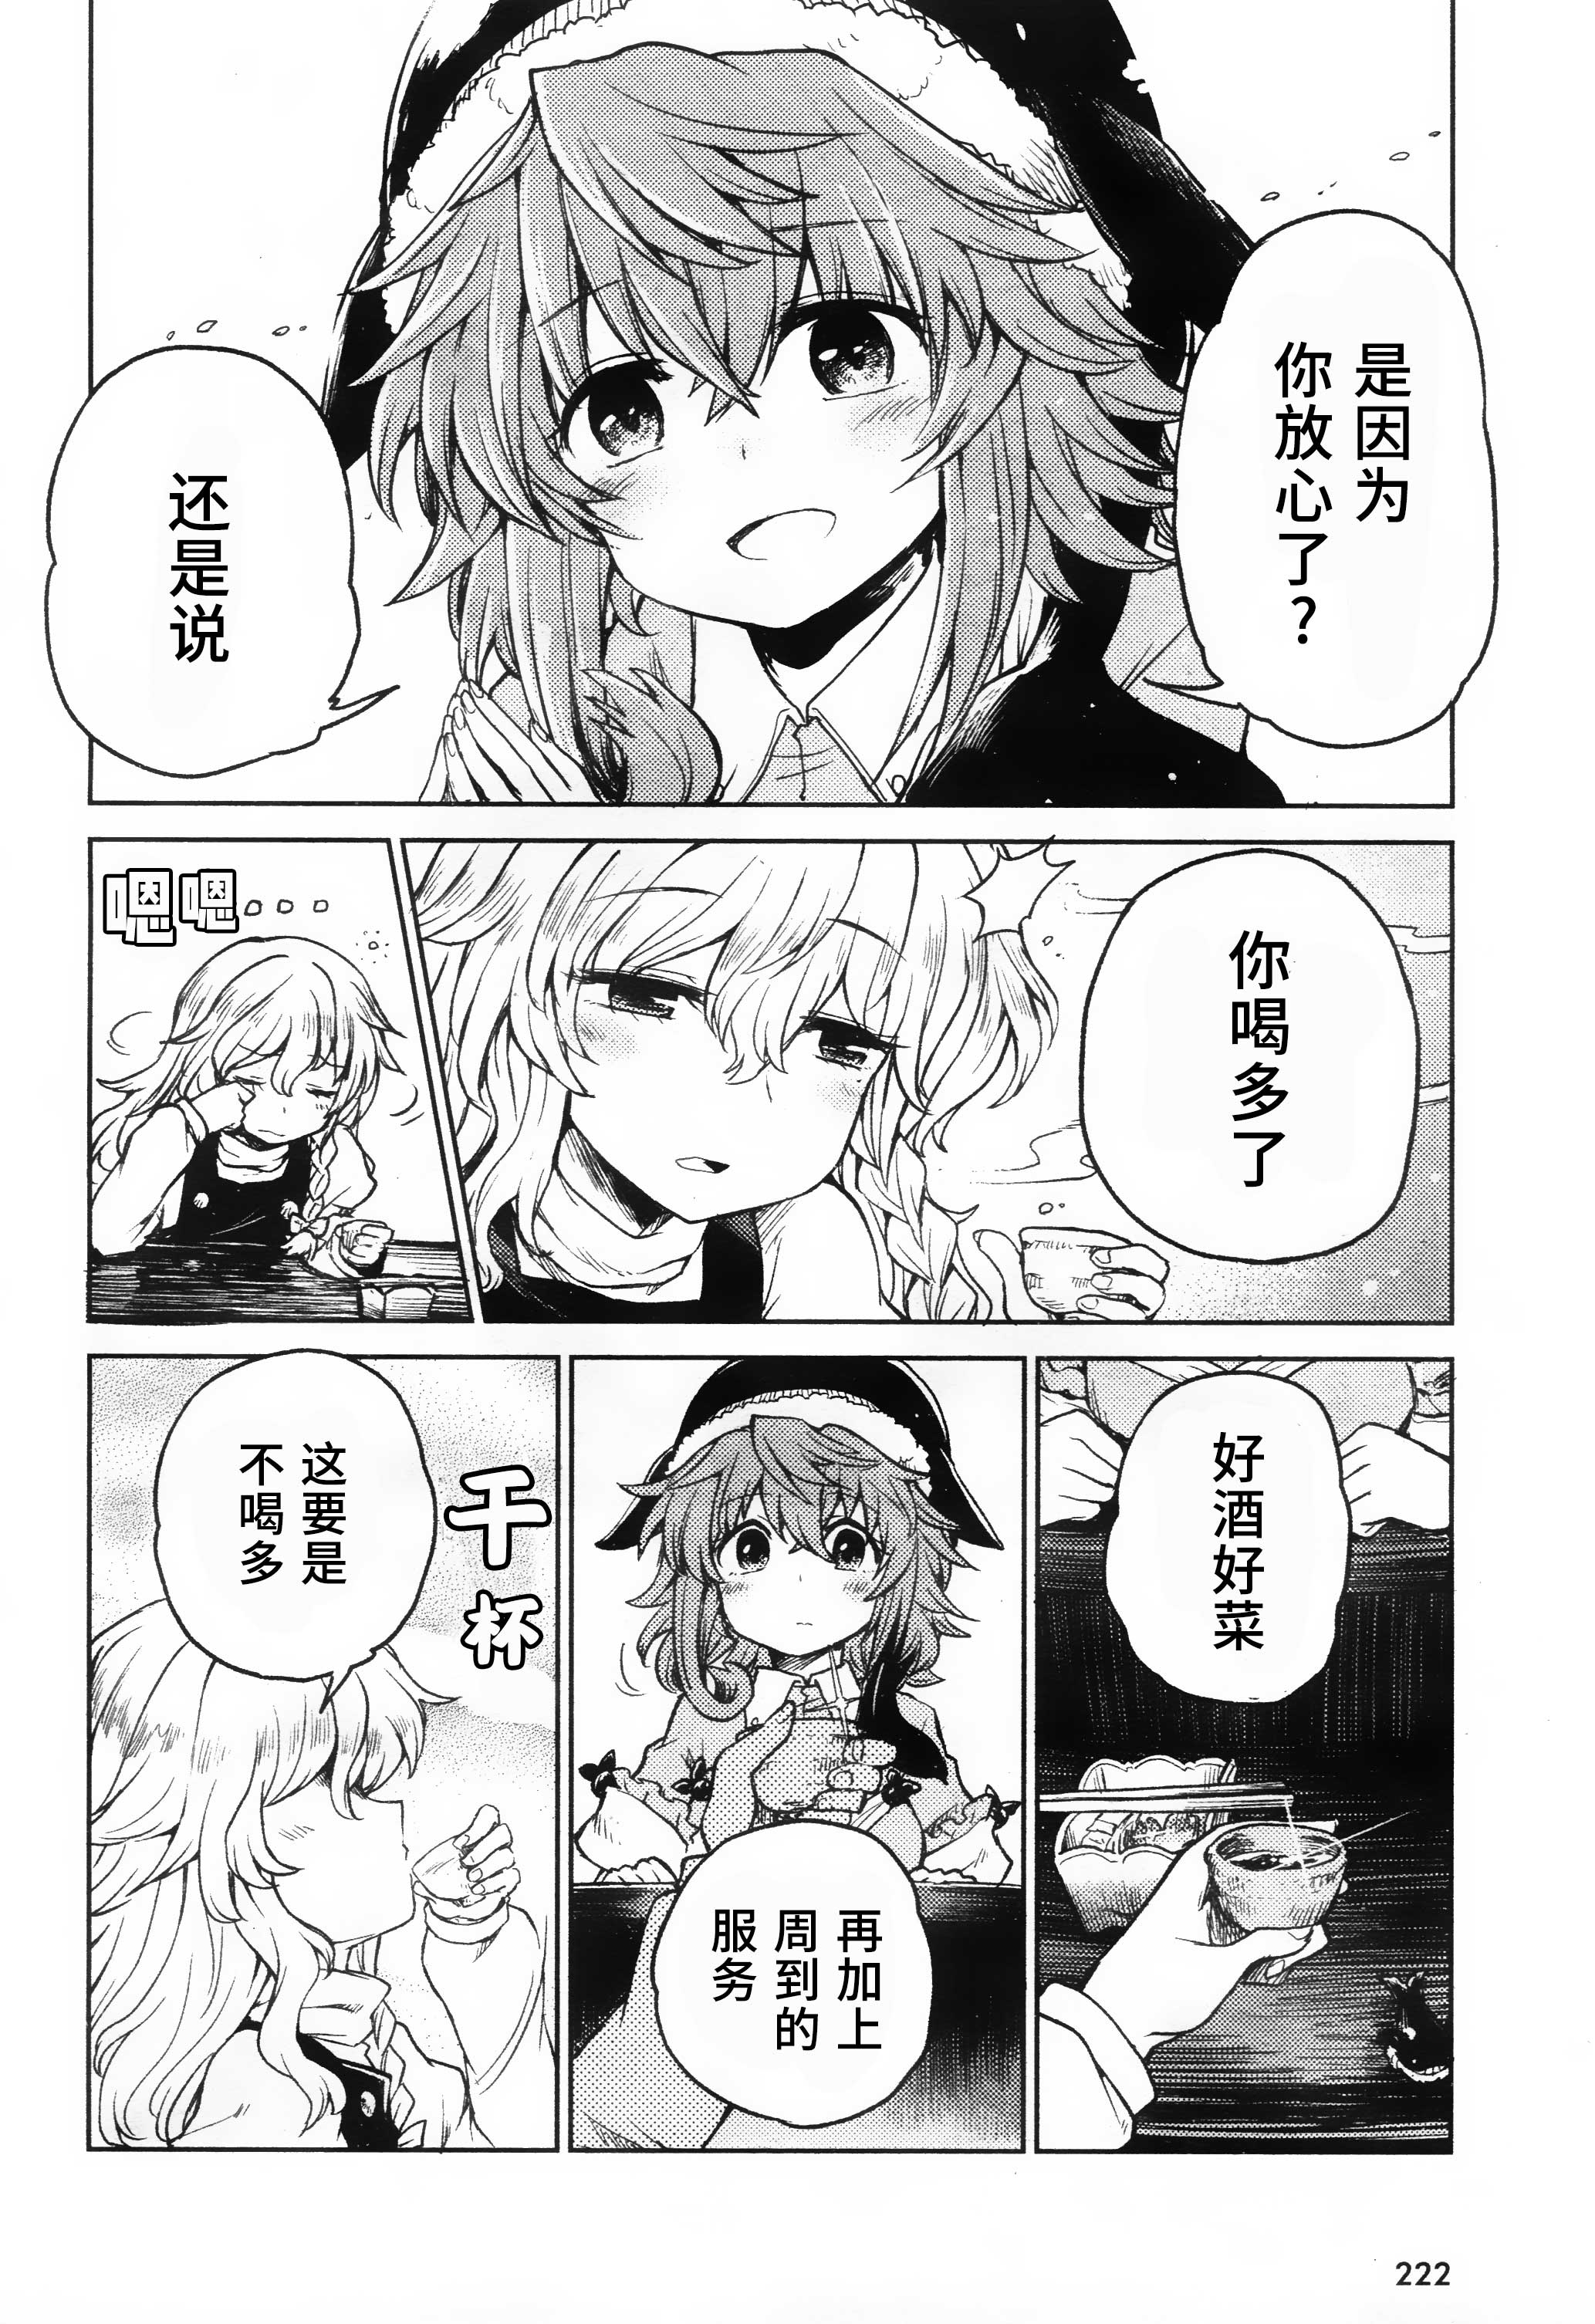 是因为
你放心了?
还是说
你喝多了
嗯嗯。。。
好酒好菜
再加上
周到的
服务
干杯
这要是
不喝多
222